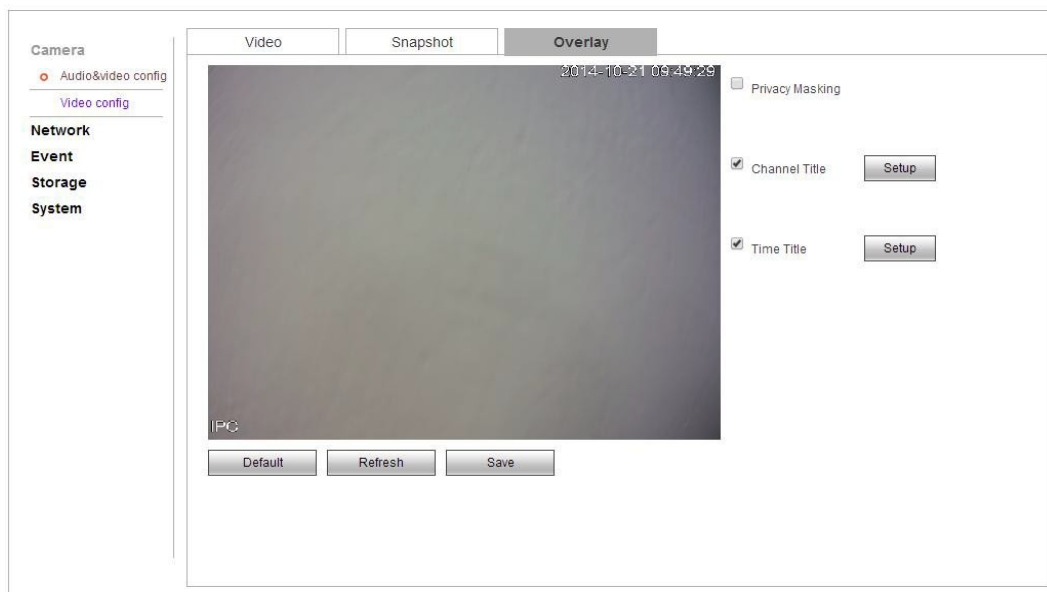 Camera
Audio&video config
Video config
Network
Event
Storage
System
Video
Snapshot
Overlay
2014-10-21 09:49:29
IPC
Privacy Masking
Channel Title
Setup
Time Title
Setup
Default
Refresh
Save